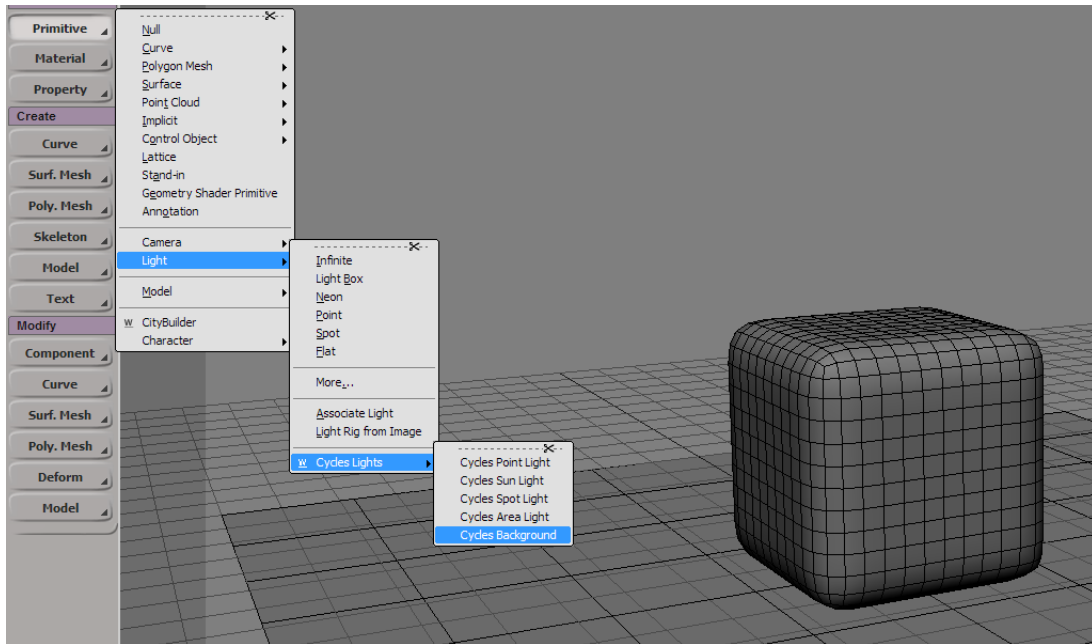 Primitive
Material
Property
Create
Curve
Surf. Mesh
Poly. Mesh
Skeleton
Model
Text
Modify
Component
Curve
Surf. Mesh
Poly. Mesh
Deform
Model
Null
Curve
Polygon Mesh
Surface
Point Cloud
Implicit
Control Object
Lattice
Stand-in
Geometry Shader Primitive
Annotation
Camera
Light
Model
w CityBuilder
Character
Infinite
Light Box
Neon
Point
Spot
Flat
More...
Associate Light
Light Rig from Image
w Cycles Lights
Cycles Point Light
Cycles Sun Light
Cycles Spot Light
Cycles Area Light
Cycles Background